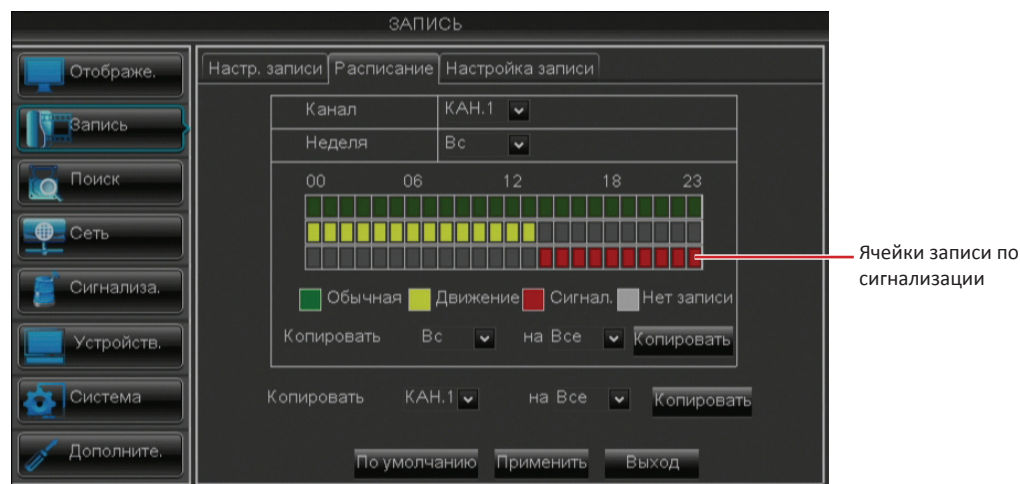 ЗАПИСЬ
Отображе.
Запись
Поиск
Сеть
Сигнализа.
Устройств.
Система
Дополните.
Настр. записи Расписание Настройка записи
Канал КАН.1
Неделя Вс
00 06 12 18 23
Обычная Движение Сигнал. Нет записи
Копировать Вс на Все Копировать
Копировать КАН.1 на Все Копировать
По умолчанию Применить Выход
Ячейки записи по
сигнализации